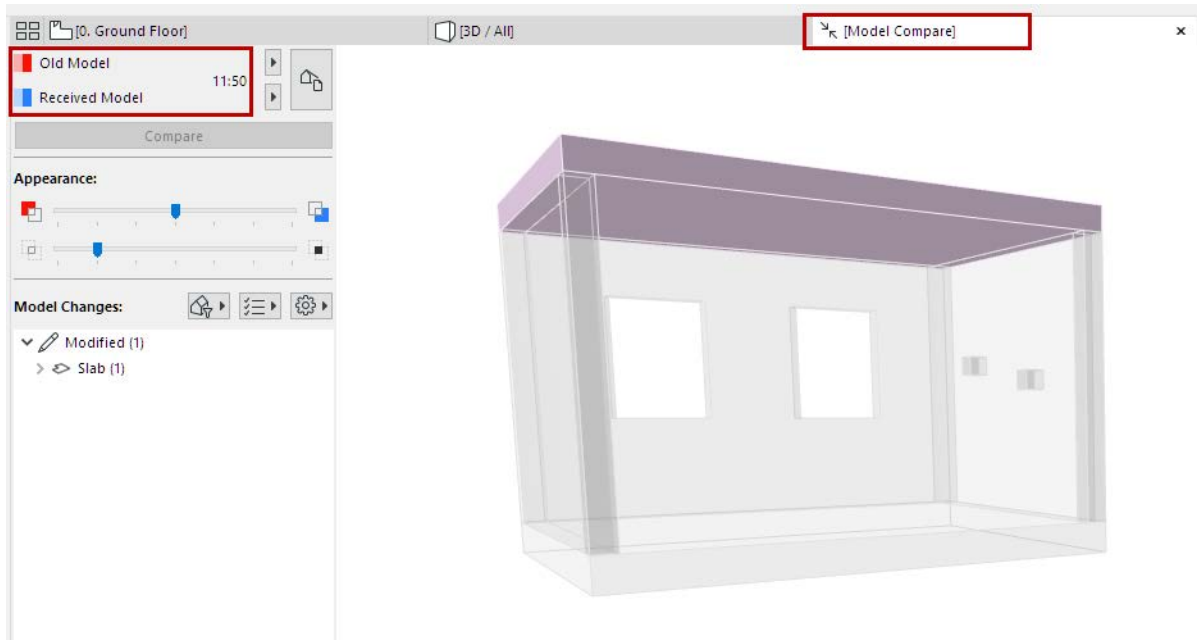 [0. Ground Floor]
[3D / All]
[Model Compare]
Old Model
11:50
Received Model
Compare
Appearance:
Model Changes:
Modified (1)
Slab (1)